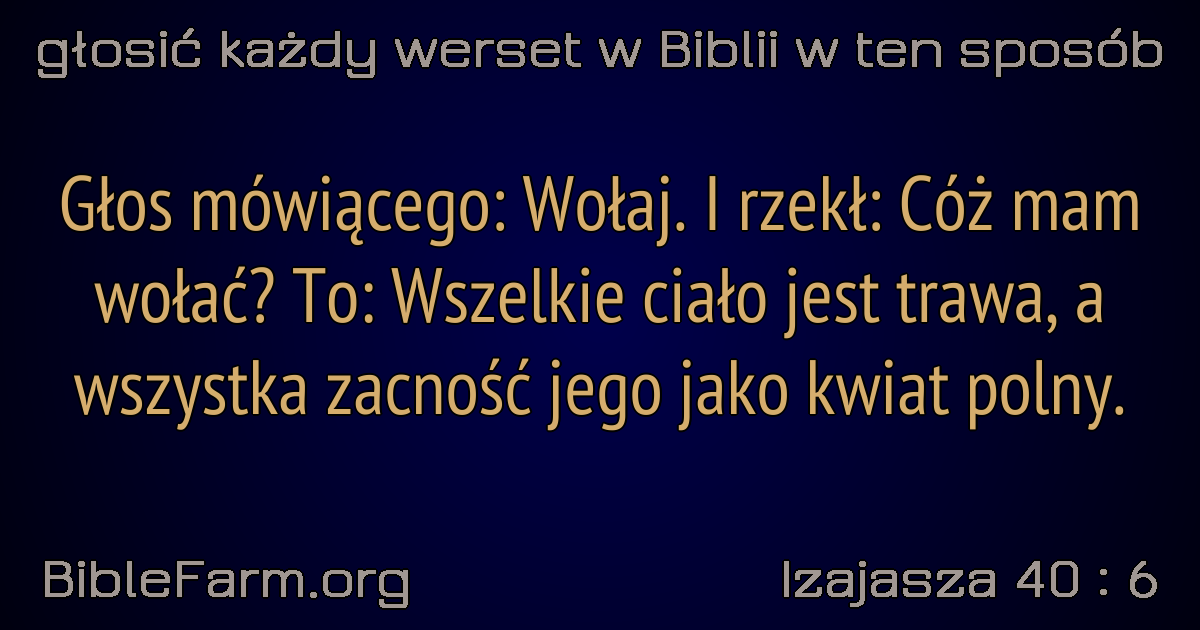 głosić każdy werset w Biblii w ten sposób
Głos mówiącego: Wołaj. I rzekł: Cóż mam
wołać? To: Wszelkie ciało jest trawa, a
wszystka zacność jego jako kwiat polny.
BibleFarm.org
Izajasza 40 : 6